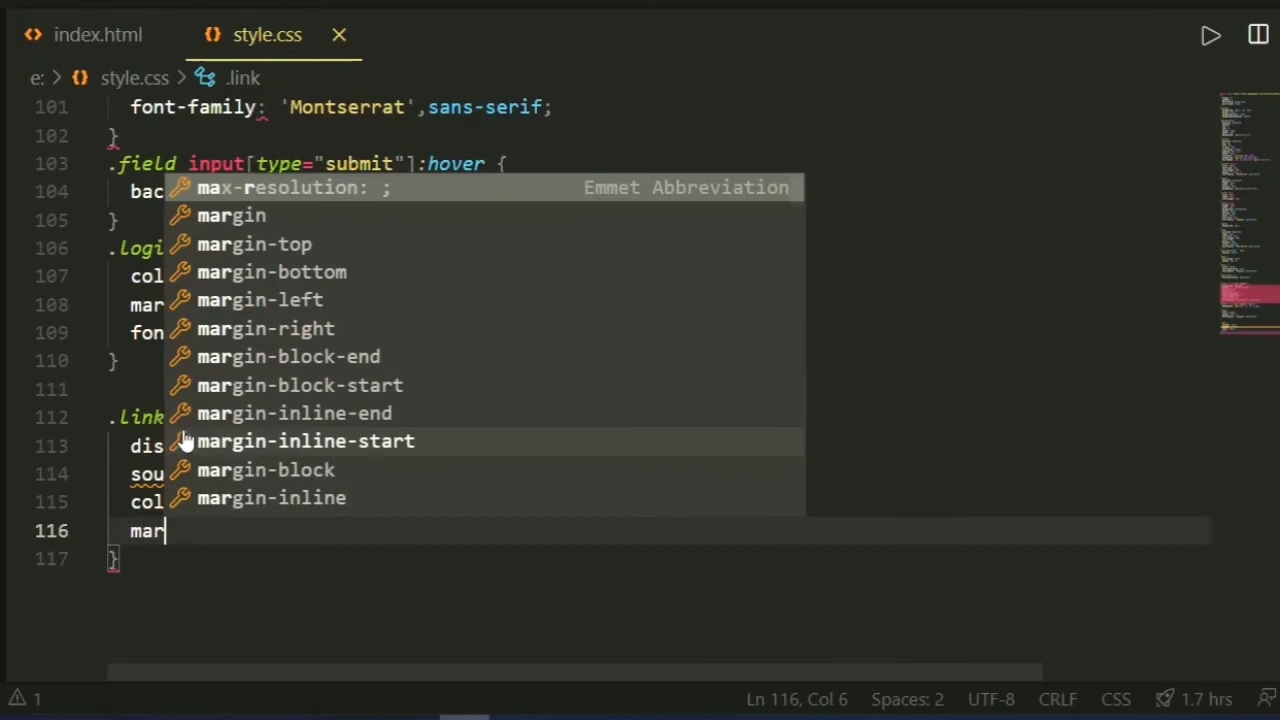 index.html style.css
e: > style.css > .link
101 font-family: 'Montserrat',sans-serif;
102 }
103 .field input[type="submit"]:hover {
104 bac max-resolution: ; Emmet Abbreviation
margin
105 }
106 .logi margin-top
107 col margin-bottom
108 mar margin-left
109 fon margin-right
110 } margin-block-end
111 margin-block-start
112 .link margin-inline-end
113 dis margin-inline-start
114 sou margin-block
115 col margin-inline
116 mar
117 }
1 Ln 116, Col 6 Spaces: 2 UTF-8 CRLF CSS 1.7 hrs